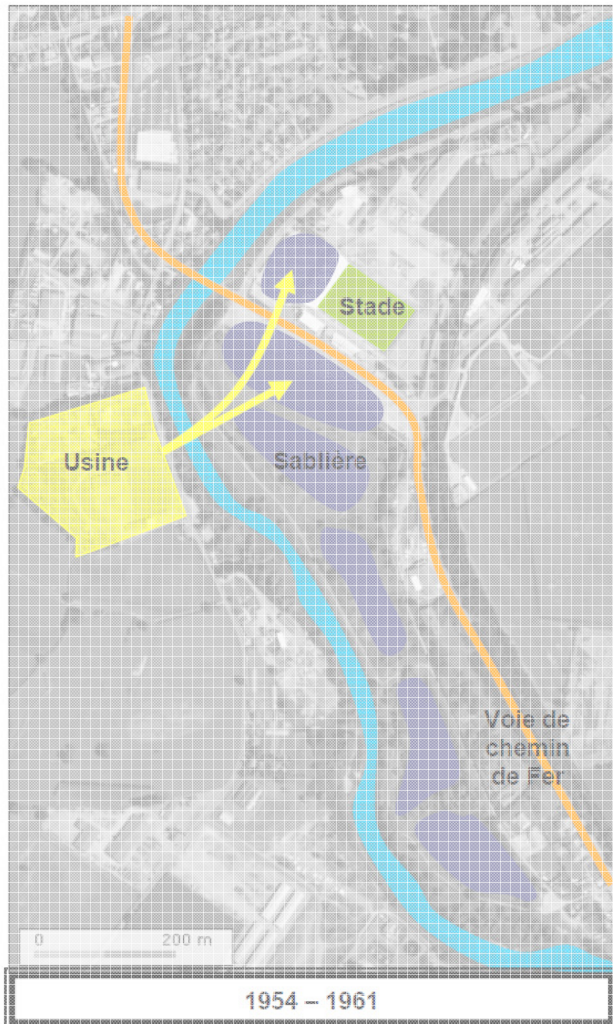 Stade
Usine
Sablière
Voie de
chemin
de Fer
0 200 m
1954 – 1961